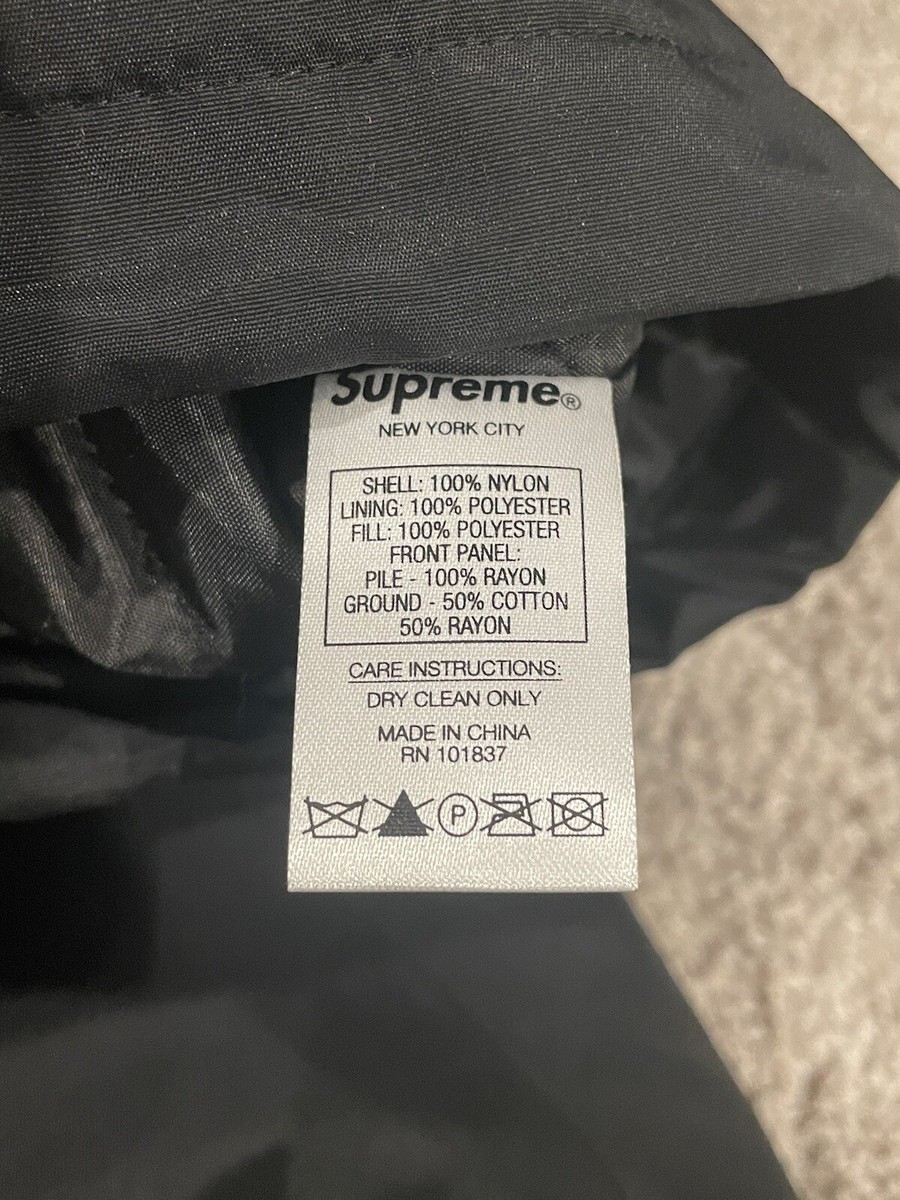 Supreme®
NEW YORK CITY
SHELL: 100% NYLON
LINING: 100% POLYESTER
FILL: 100% POLYESTER
FRONT PANEL:
PILE - 100% RAYON
GROUND - 50% COTTON
50% RAYON
CARE INSTRUCTIONS:
DRY CLEAN ONLY
MADE IN CHINA
RN 101837
P